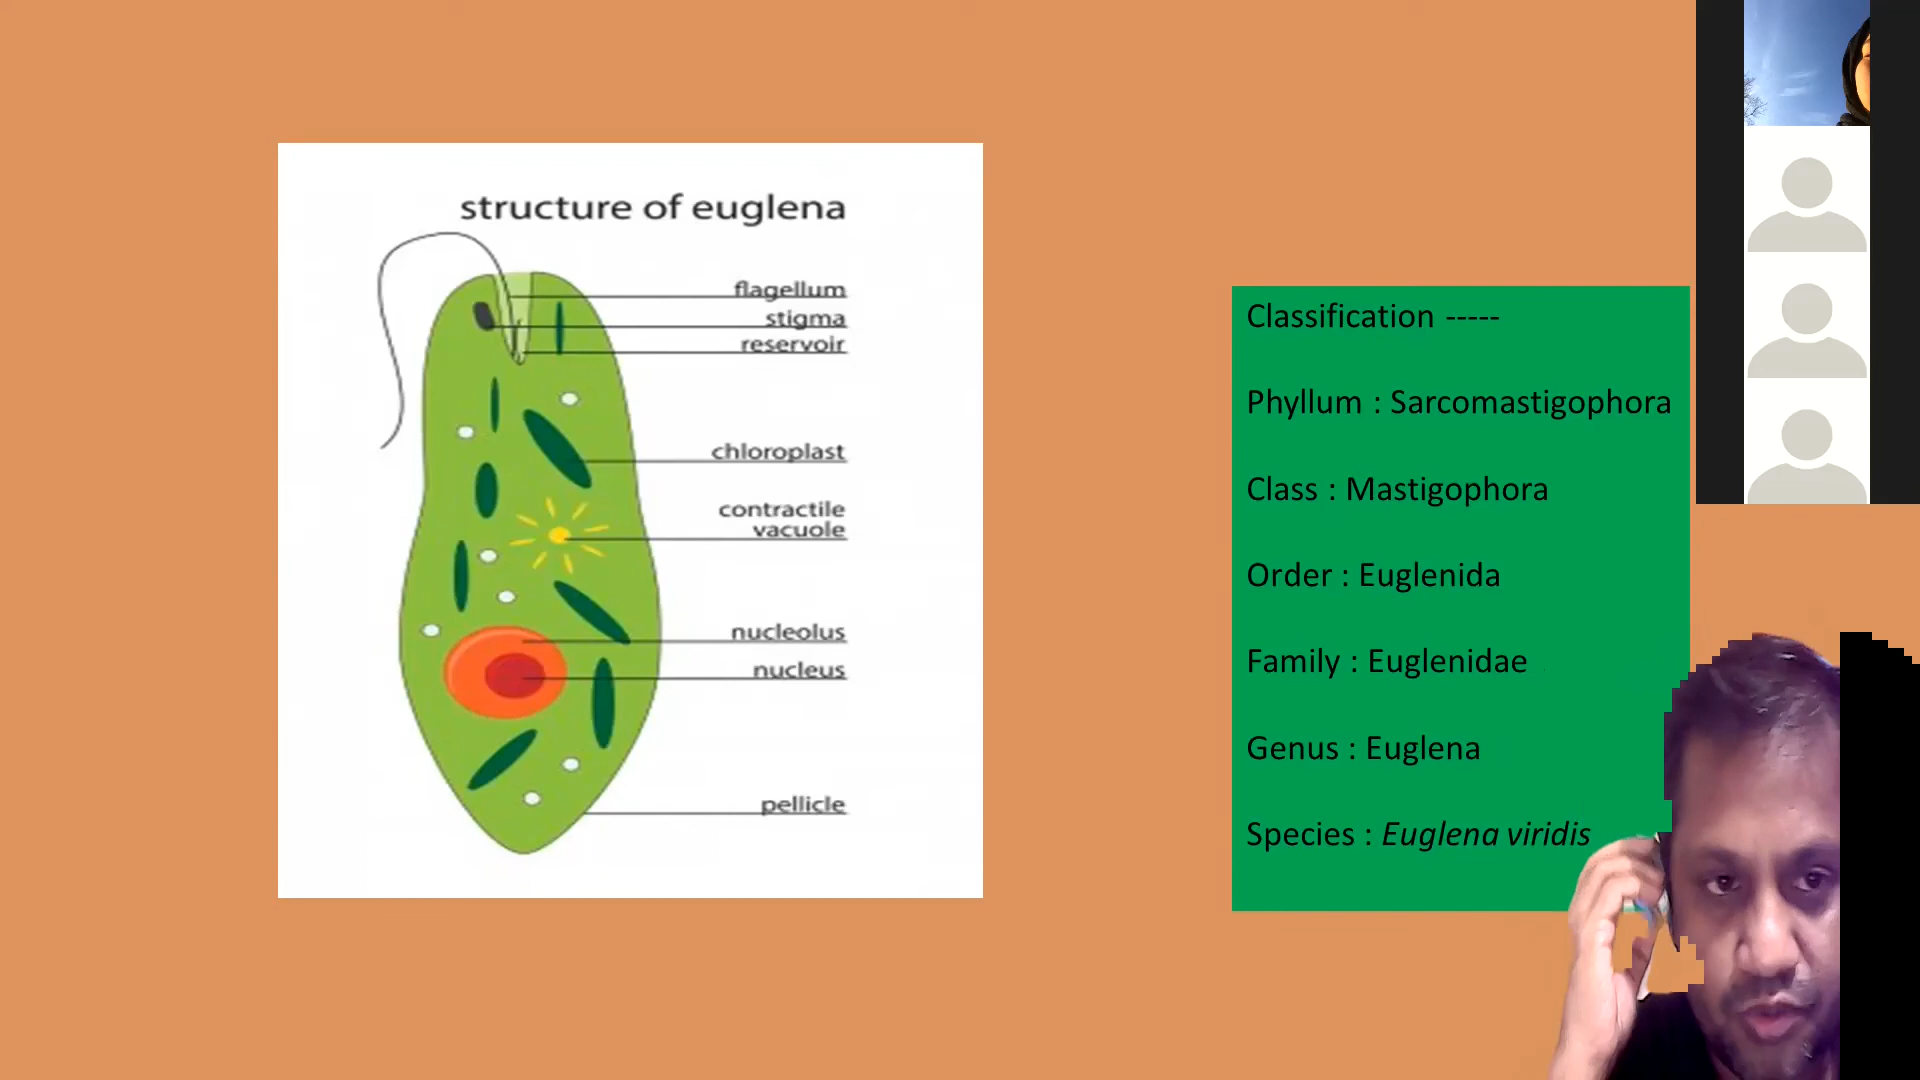 structure of euglena
flagellum
stigma
reservoir
chloroplast
contractile
vacuole
nucleolus
nucleus
pellicle
Classification -----
Phyllum : Sarcomastigophora
Class : Mastigophora
Order : Euglenida
Family : Euglenidae
Genus : Euglena
Species : Euglena viridis